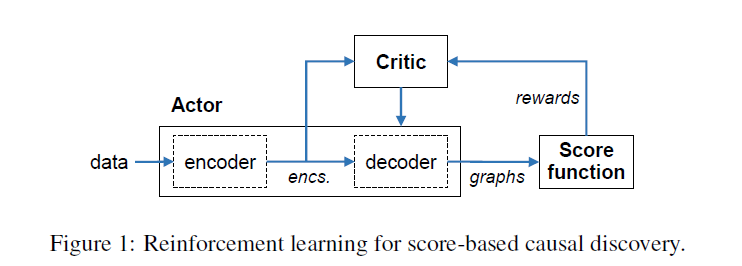 Critic
rewards
Actor
data
encoder
encs.
decoder
graphs
Score
function
Figure 1: Reinforcement learning for score-based causal discovery.